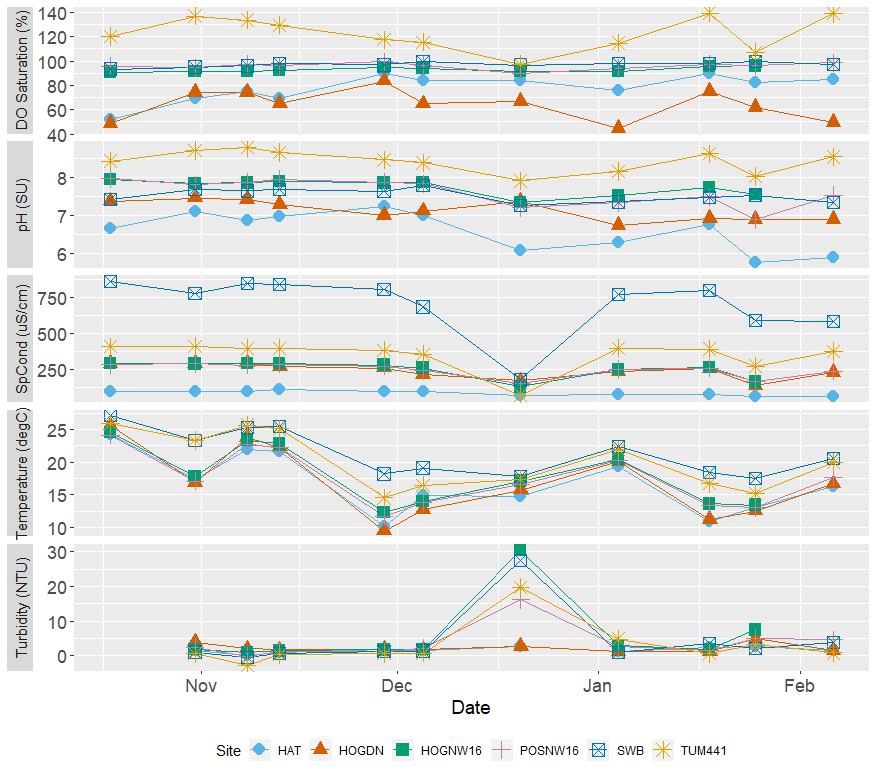 DO Saturation (%)
140
120
100
80
60
40
pH (SU)
8
7
6
SpCond (uS/cm)
750
500
250
Temperature (degC)
25
20
15
10
Turbidity (NTU)
30
20
10
0
Nov Dec Jan Feb
Date
Site HAT HOGDN HOGNW16 POSNW16 SWB TUM441